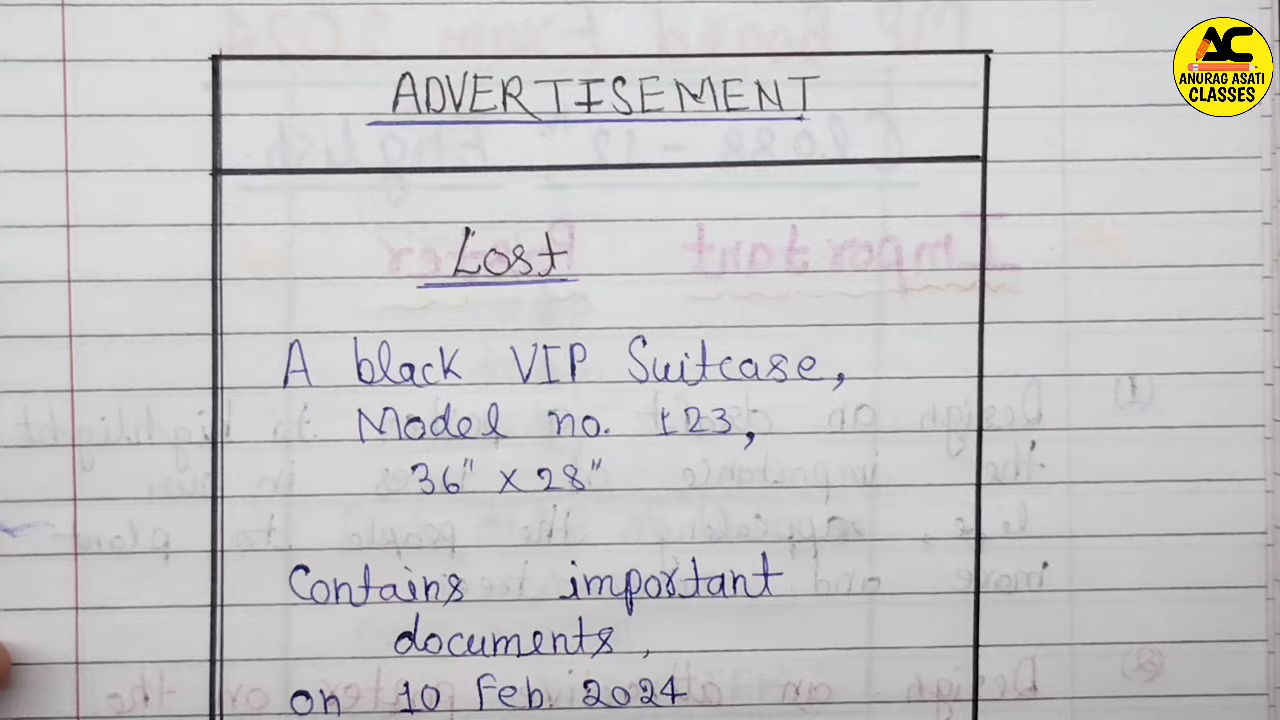 ADVERTISEMENT
Lost
A black VIP Suitcase,
Model no. 123,
36" x 28"
Contains important
documents,
on 10 Feb. 2024
AC
ANURAG ASATI
CLASSES